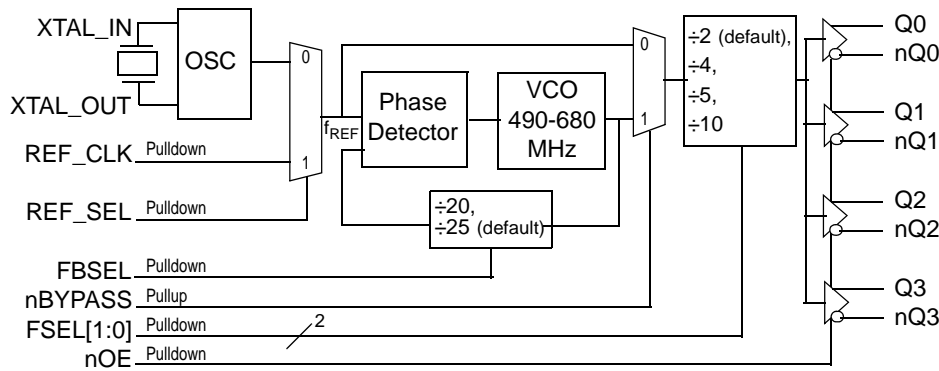 XTAL_IN
OSC
XTAL_OUT
REF_CLK Pulldown
REF_SEL Pulldown
FBSEL Pulldown
nBYPASS Pullup
FSEL[1:0] Pulldown
2
nOE Pulldown
0
1
fREF
Phase
Detector
VCO
490-680
MHz
÷20,
÷25 (default)
0
1
÷2 (default),
÷4,
÷5,
÷10
Q0
nQ0
Q1
nQ1
Q2
nQ2
Q3
nQ3